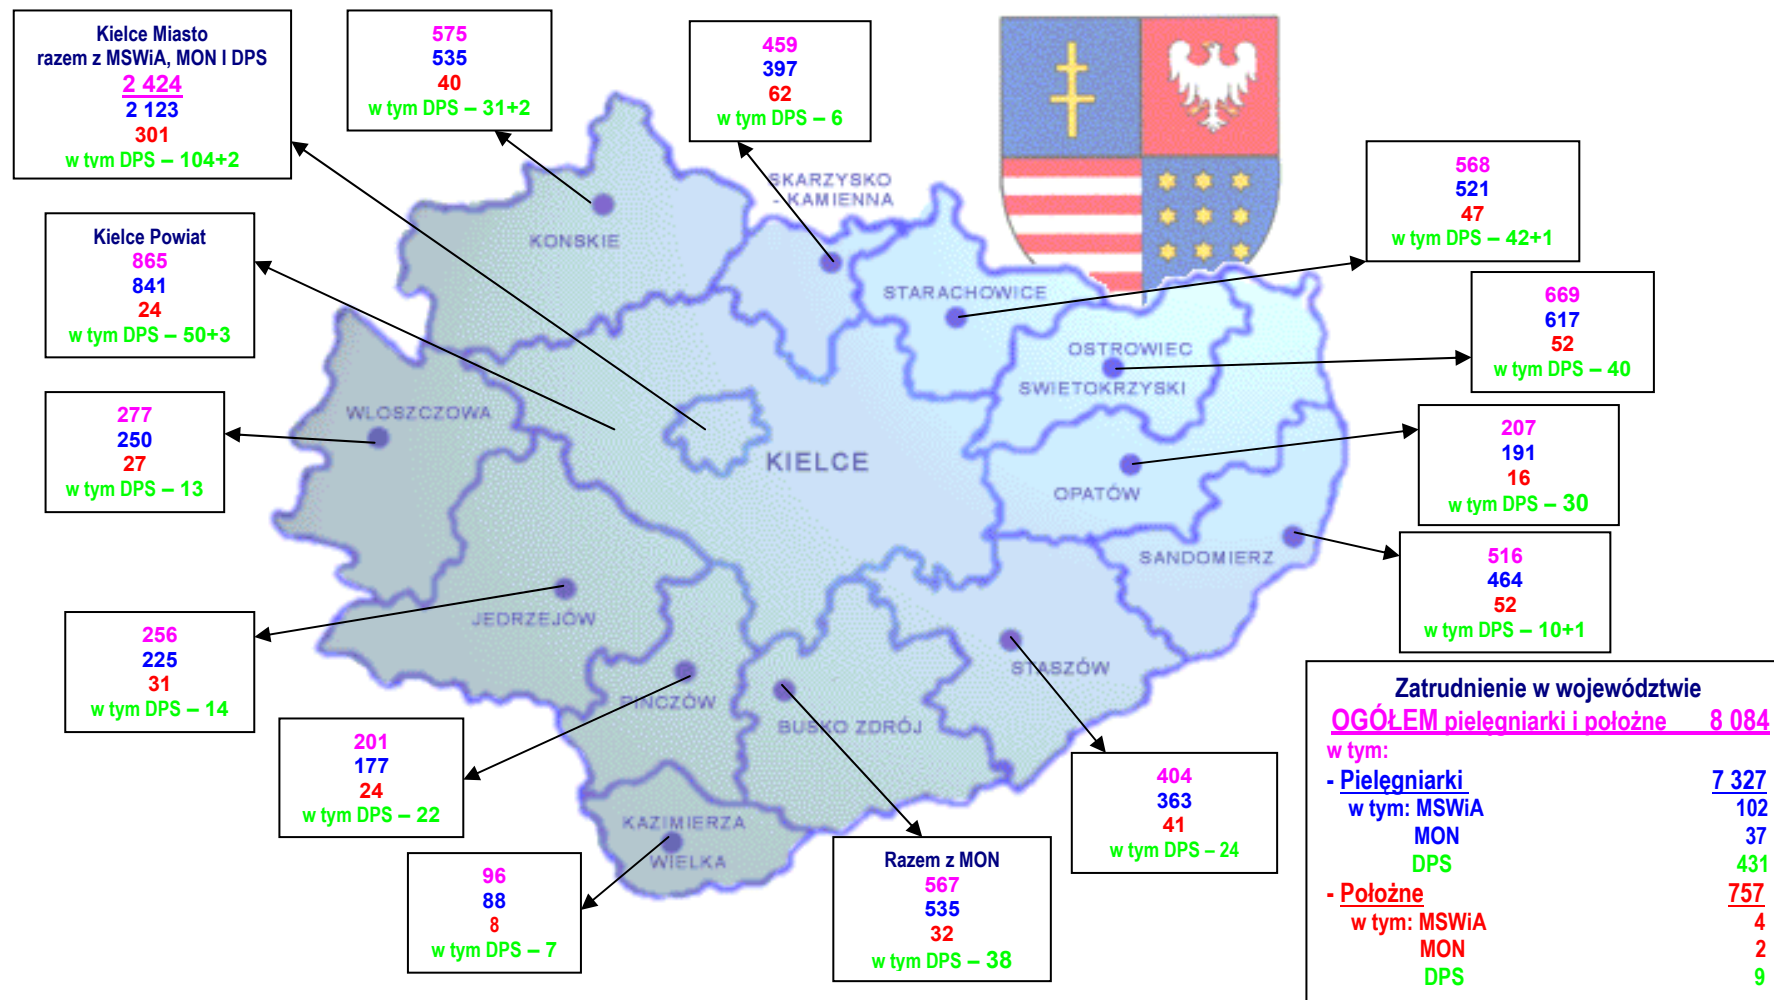 Kielce Miasto
razem z MSWiA, MON I DPS
2 424
2 123
301
w tym DPS – 104+2
575
535
40
w tym DPS – 31+2
459
397
62
w tym DPS – 6
568
521
47
w tym DPS – 42+1
Kielce Powiat
865
841
24
w tym DPS – 50+3
669
617
52
w tym DPS – 40
277
250
27
w tym DPS – 13
207
191
16
w tym DPS – 30
516
464
52
w tym DPS – 10+1
256
225
31
w tym DPS – 14
201
177
24
w tym DPS – 22
96
88
8
w tym DPS – 7
Razem z MON
567
535
32
w tym DPS – 38
404
363
41
w tym DPS – 24
SKARZYSKO
- KAMIENNA
KONSKIE
STARACHOWICE
OSTROWIEC
SWIETOKRZYSKI
WLOSZCZOWA
KIELCE
OPATÓW
SANDOMIERZ
JEDRZEJÓW
STASZÓW
PINCZÓW
BUSKO ZDRÓJ
KAZIMIERZA
WIELKA
Zatrudnienie w województwie
OGÓŁEM pielęgniarki i położne 8 084
w tym:
- Pielęgniarki 7 327
w tym: MSWiA 102
MON 37
DPS 431
- Położne 757
w tym: MSWiA 4
MON 2
DPS 9